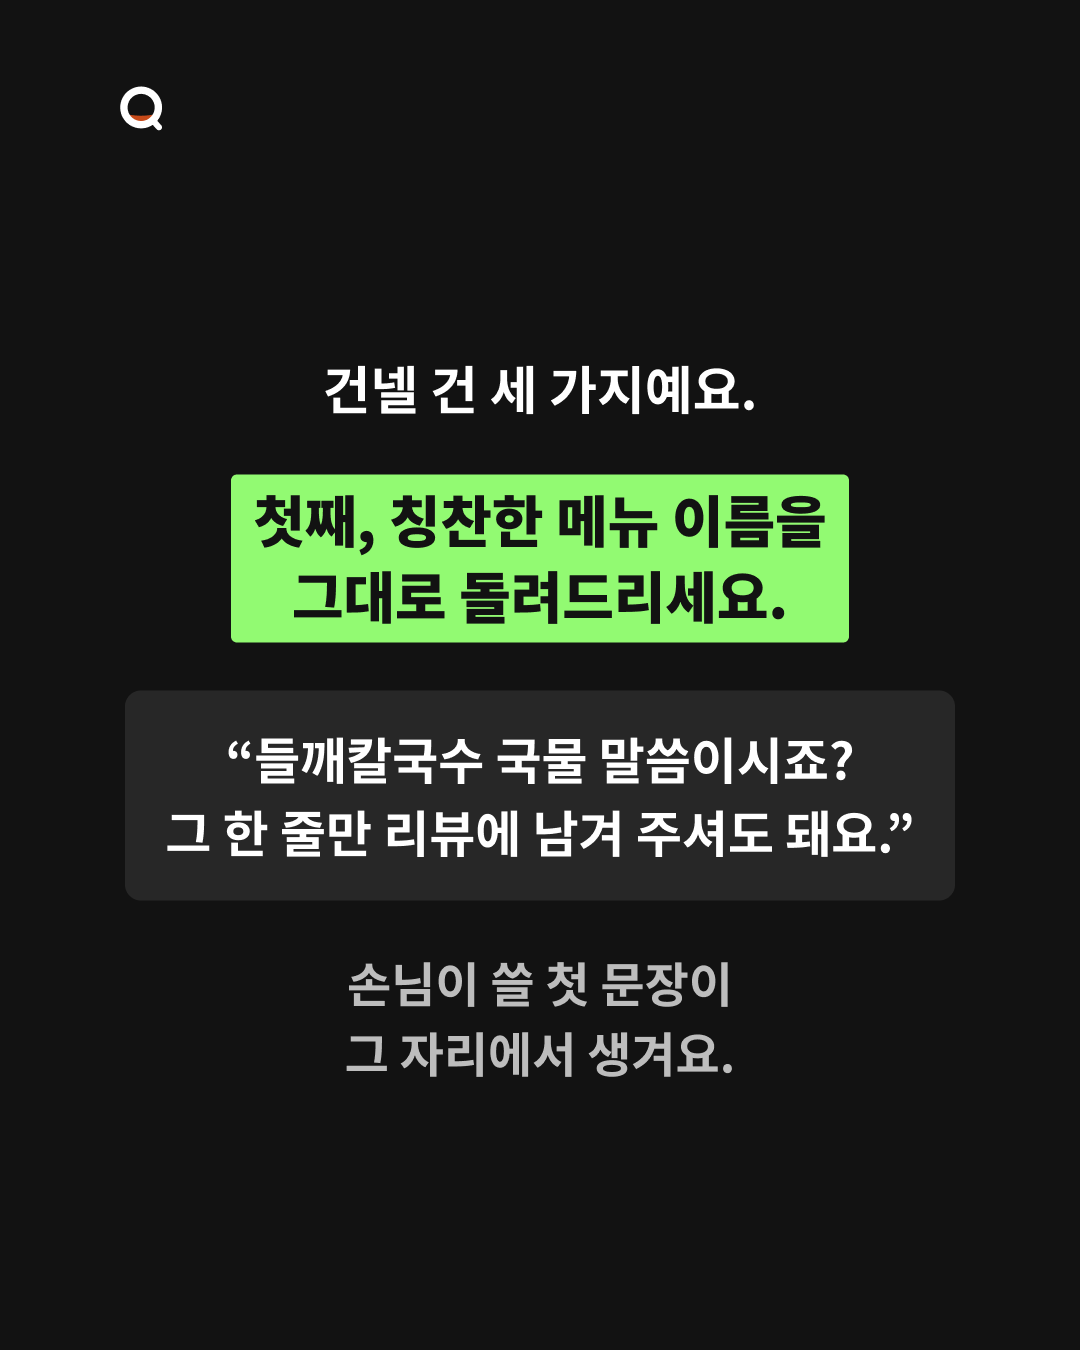 건넬 건 세 가지예요.
첫째, 칭찬한 메뉴 이름을
그대로 돌려드리세요.
“들깨칼국수 국물 말씀이시죠?
그 한 줄만 리뷰에 남겨 주셔도 돼요.”
손님이 쓸 첫 문장이
그 자리에서 생겨요.